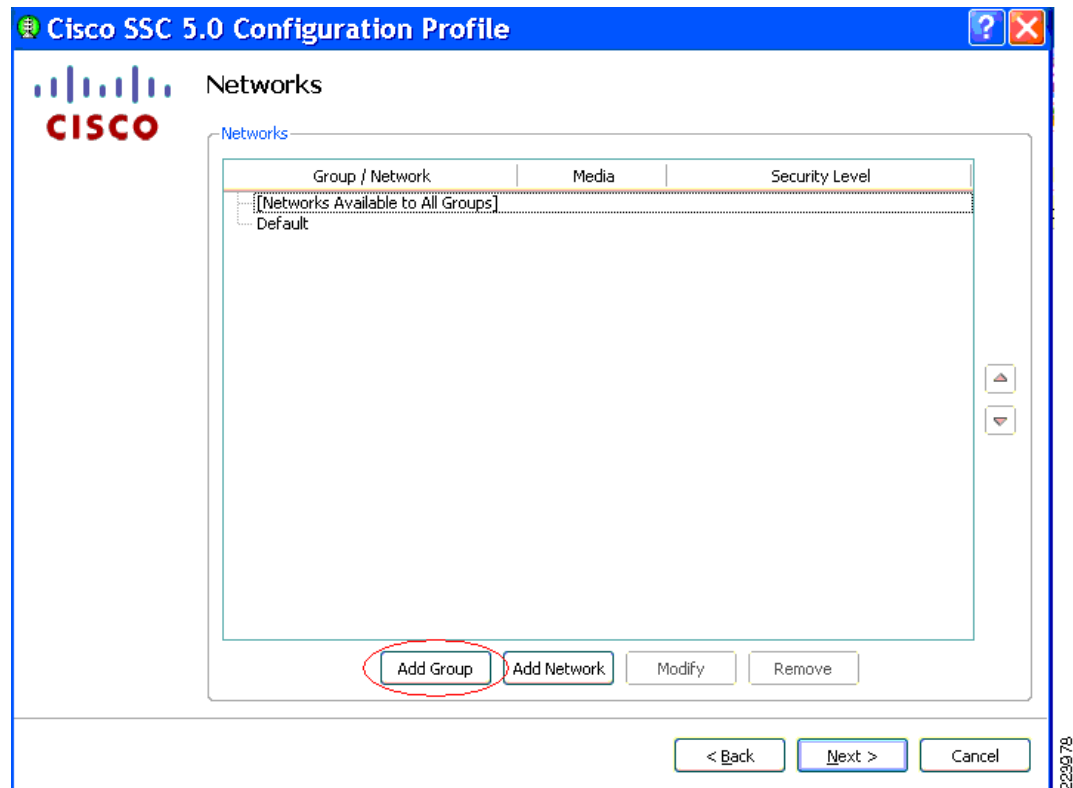 Cisco SSC 5.0 Configuration Profile
?
CISCO
Networks
Networks
Group / Network Media Security Level
[Networks Available to All Groups]
Default
Add Group Add Network Modify Remove
< Back Next > Cancel
229978